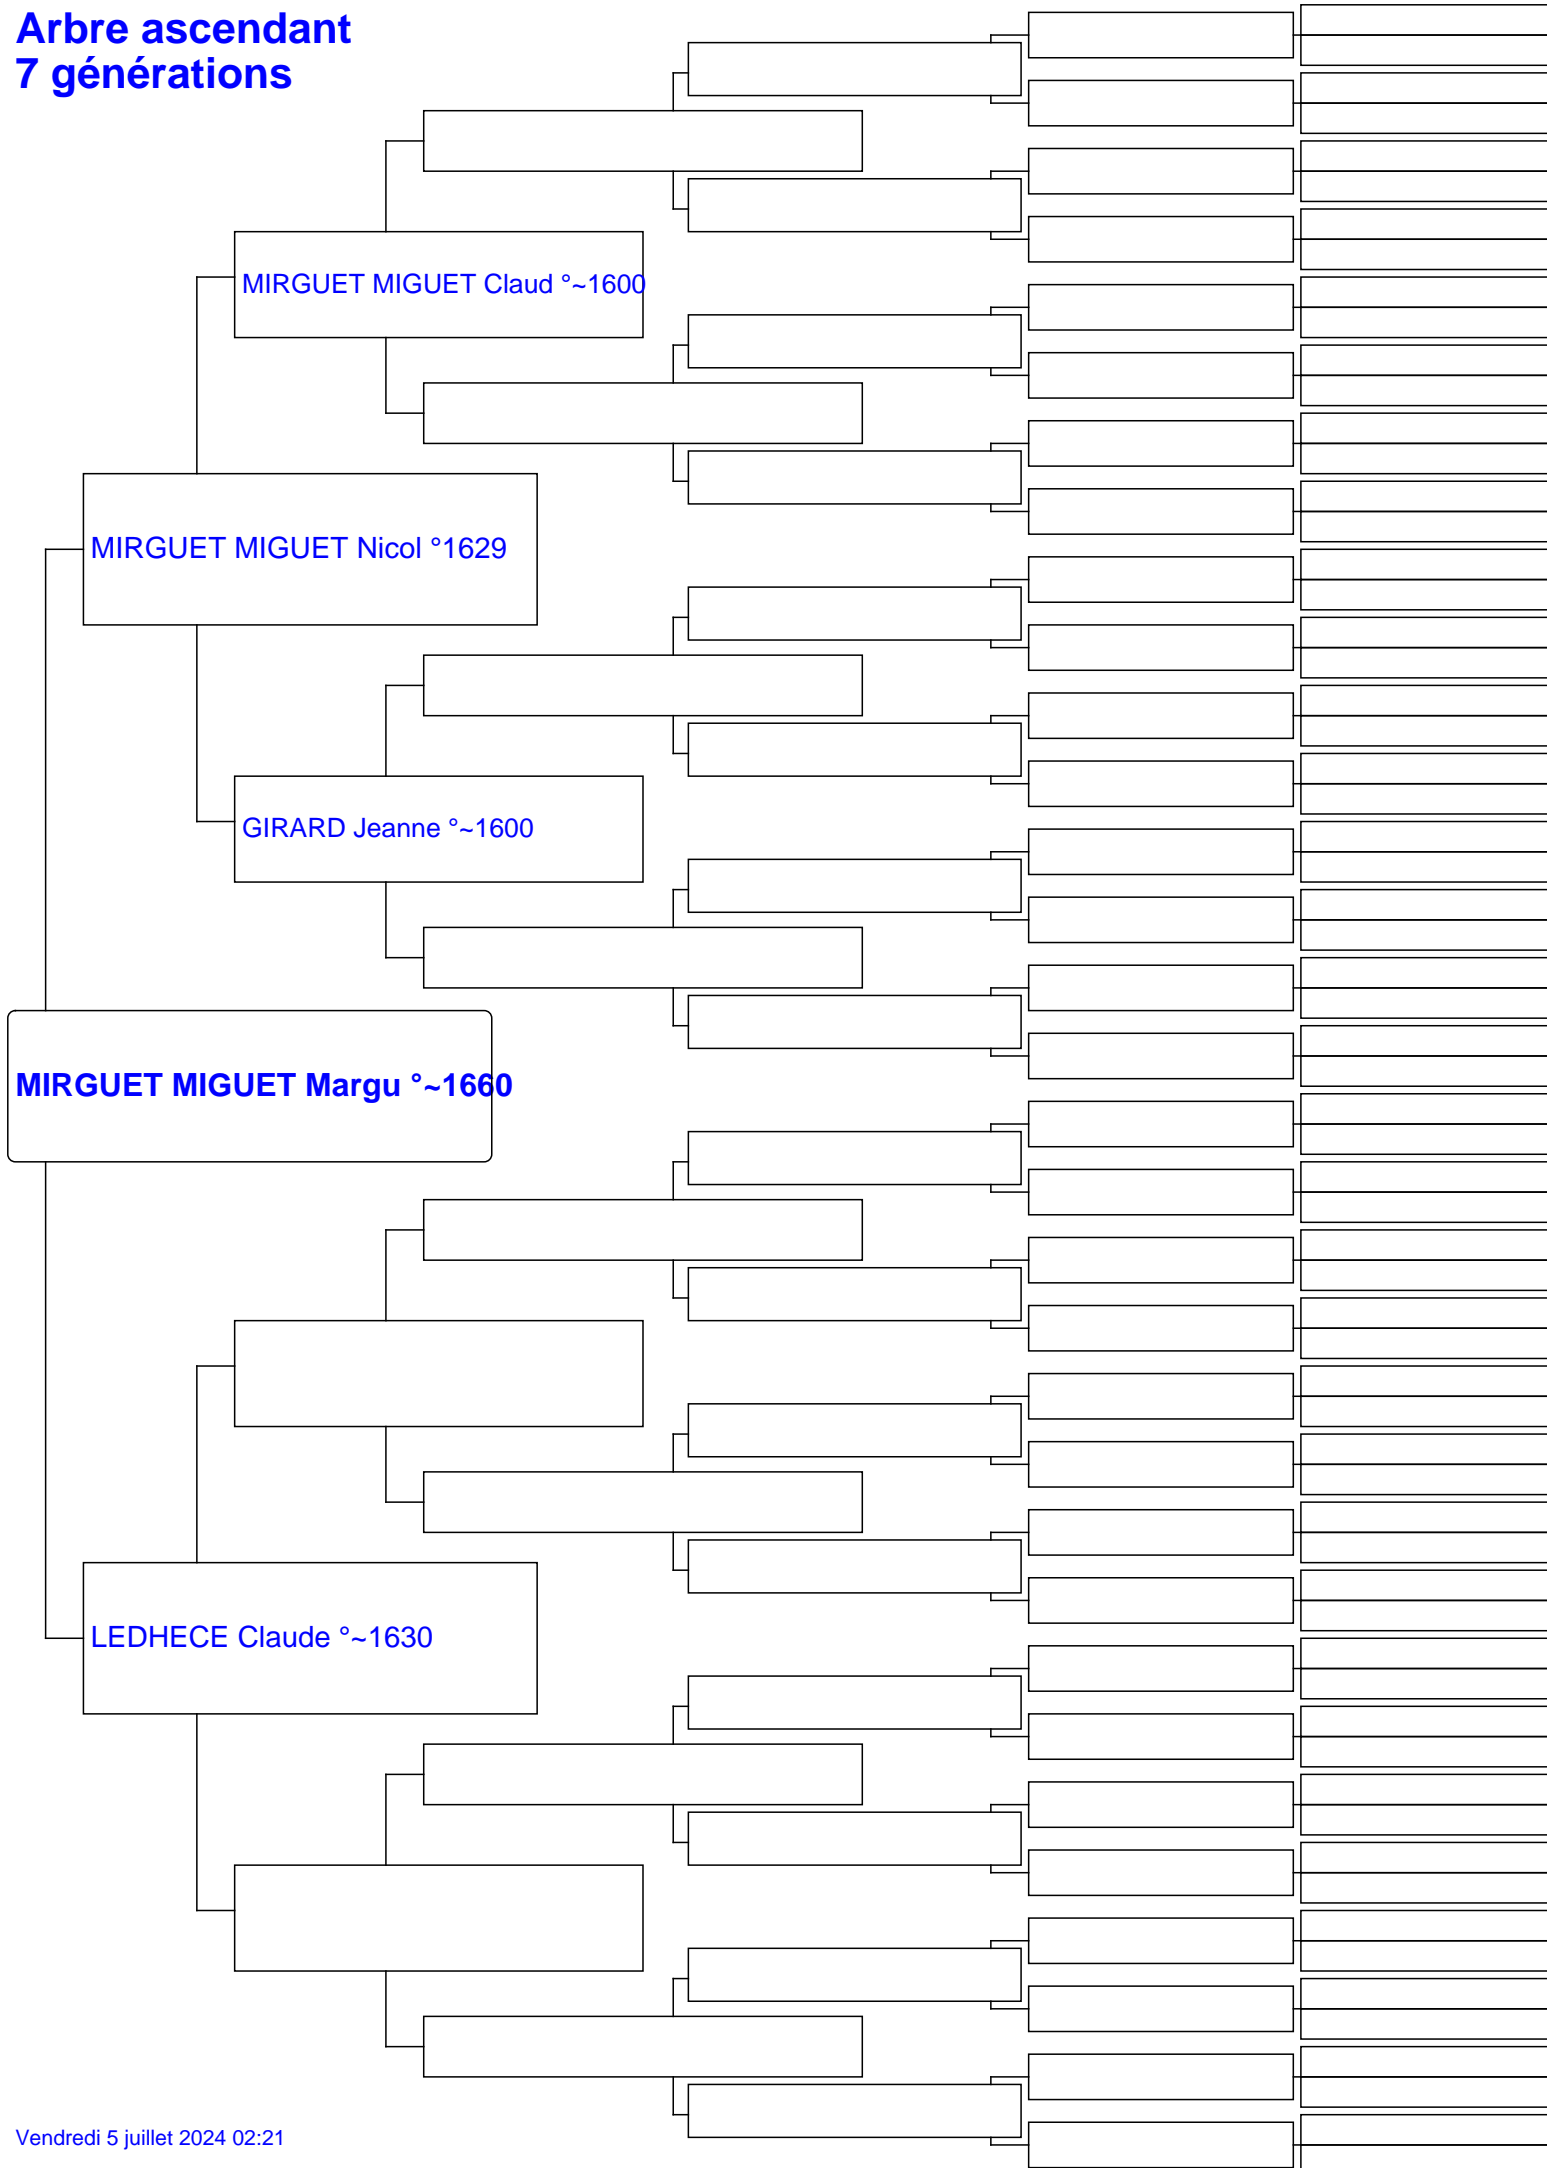 Arbre ascendant
7 générations
MIRGUET MIGUET Claud °~1600
MIRGUET MIGUET Nicol °1629
GIRARD Jeanne °~1600
MIRGUET MIGUET Margu °~1660
LEDHECE Claude °~1630
Vendredi 5 juillet 2024 02:21